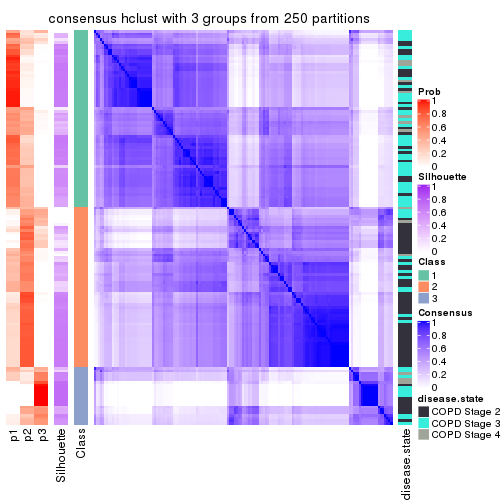 consensus hclust with 3 groups from 250 partitions
Prob
1
0.8
0.6
0.4
0.2
0
Silhouette
1
0.8
0.6
0.4
0.2
0
Class
1
2
3
Consensus
1
0.8
0.6
0.4
0.2
0
disease.state
COPD Stage 2
COPD Stage 3
COPD Stage 4
p1
p2
p3
Silhouette
Class
disease.state